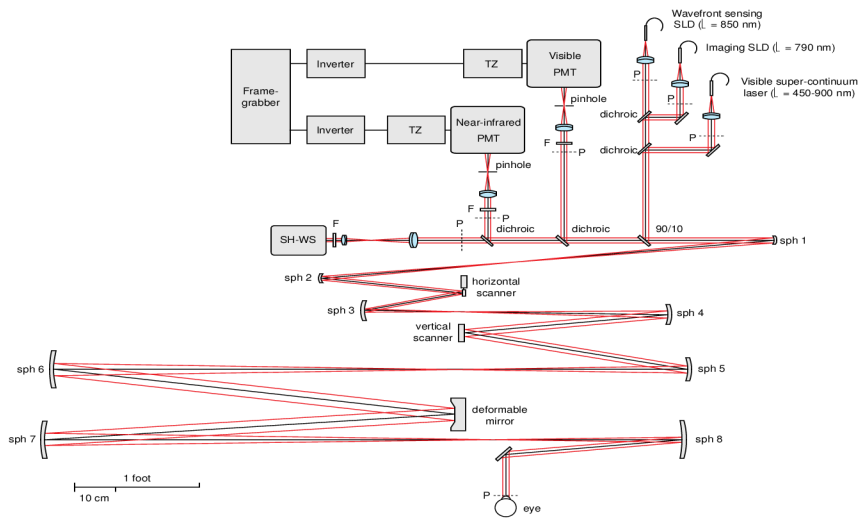 Wavefront sensing
SLD (ℂ = 850 nm)
Imaging SLD (ℂ = 790 nm)
Visible super-continuum
laser (ℂ = 450-900 nm)
Frame-
grabber
Inverter
TZ
Visible
PMT
P
P
P
pinhole
dichroic
Inverter
TZ
Near-infrared
PMT
F
P
dichroic
pinhole
F
P
SH-WS
F
P
dichroic
dichroic
90/10
sph 1
sph 2
horizontal
scanner
sph 3
sph 4
vertical
scanner
sph 5
sph 6
deformable
mirror
sph 7
sph 8
1 foot
10 cm
P
eye